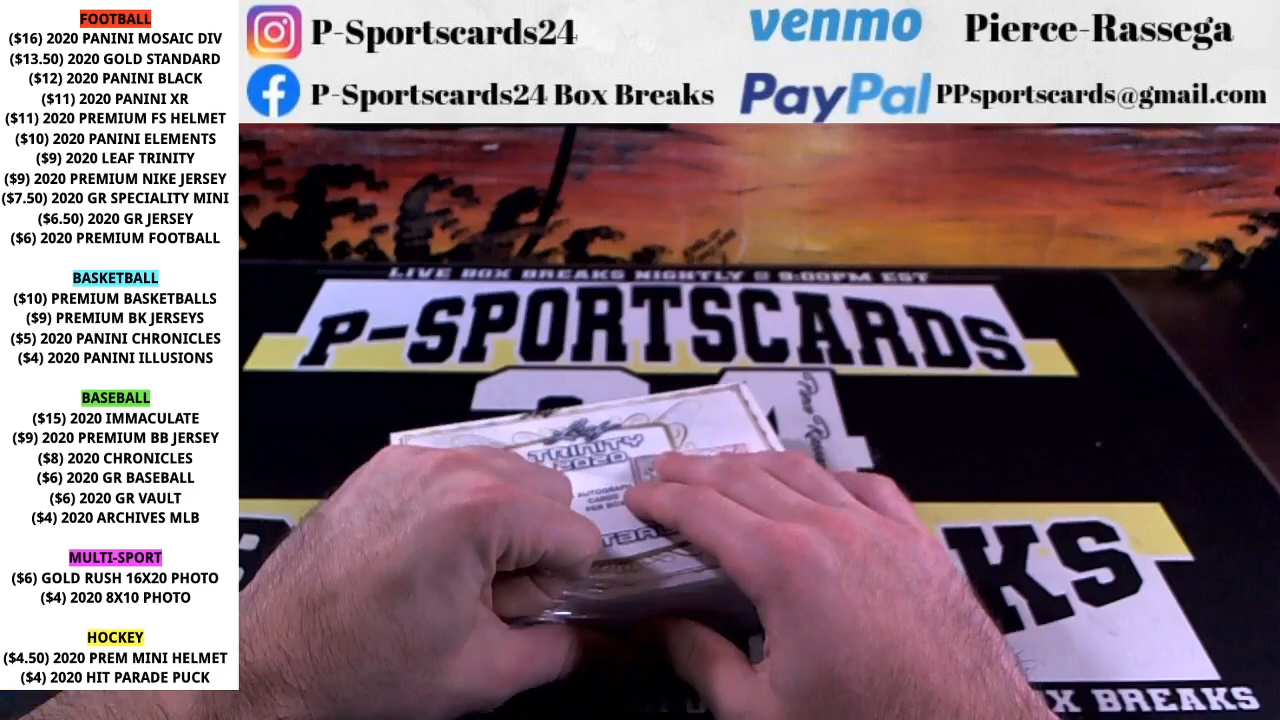 FOOTBALL
($16) 2020 PANINI MOSAIC DIV
($13.50) 2020 GOLD STANDARD
($12) 2020 PANINI BLACK
($11) 2020 PANINI XR
($11) 2020 PREMIUM FS HELMET
($10) 2020 PANINI ELEMENTS
($9) 2020 LEAF TRINITY
($9) 2020 PREMIUM NIKE JERSEY
($7.50) 2020 GR SPECIALITY MINI
($6.50) 2020 GR JERSEY
($6) 2020 PREMIUM FOOTBALL
BASKETBALL
($10) PREMIUM BASKETBALLS
($9) PREMIUM BK JERSEYS
($5) 2020 PANINI CHRONICLES
($4) 2020 PANINI ILLUSIONS
BASEBALL
($15) 2020 IMMACULATE
($9) 2020 PREMIUM BB JERSEY
($8) 2020 CHRONICLES
($6) 2020 GR BASEBALL
($6) 2020 GR VAULT
($4) 2020 ARCHIVES MLB
MULTI-SPORT
($6) GOLD RUSH 16X20 PHOTO
($4) 2020 8X10 PHOTO
HOCKEY
($4.50) 2020 PREM MINI HELMET
($4) 2020 HIT PARADE PUCK
P-Sportscards24
P-Sportscards24 Box Breaks
venmo Pierce-Rassega
PayPal PPsportscards@gmail.com
LIVE BOX BREAKS NIGHTLY @ 9:00PM EST
P-SPORTSCARDS
24
Leaf
TRINITY
2020
AUTOGRAPH
CARDS
PER BOX
KS
X BREAKS